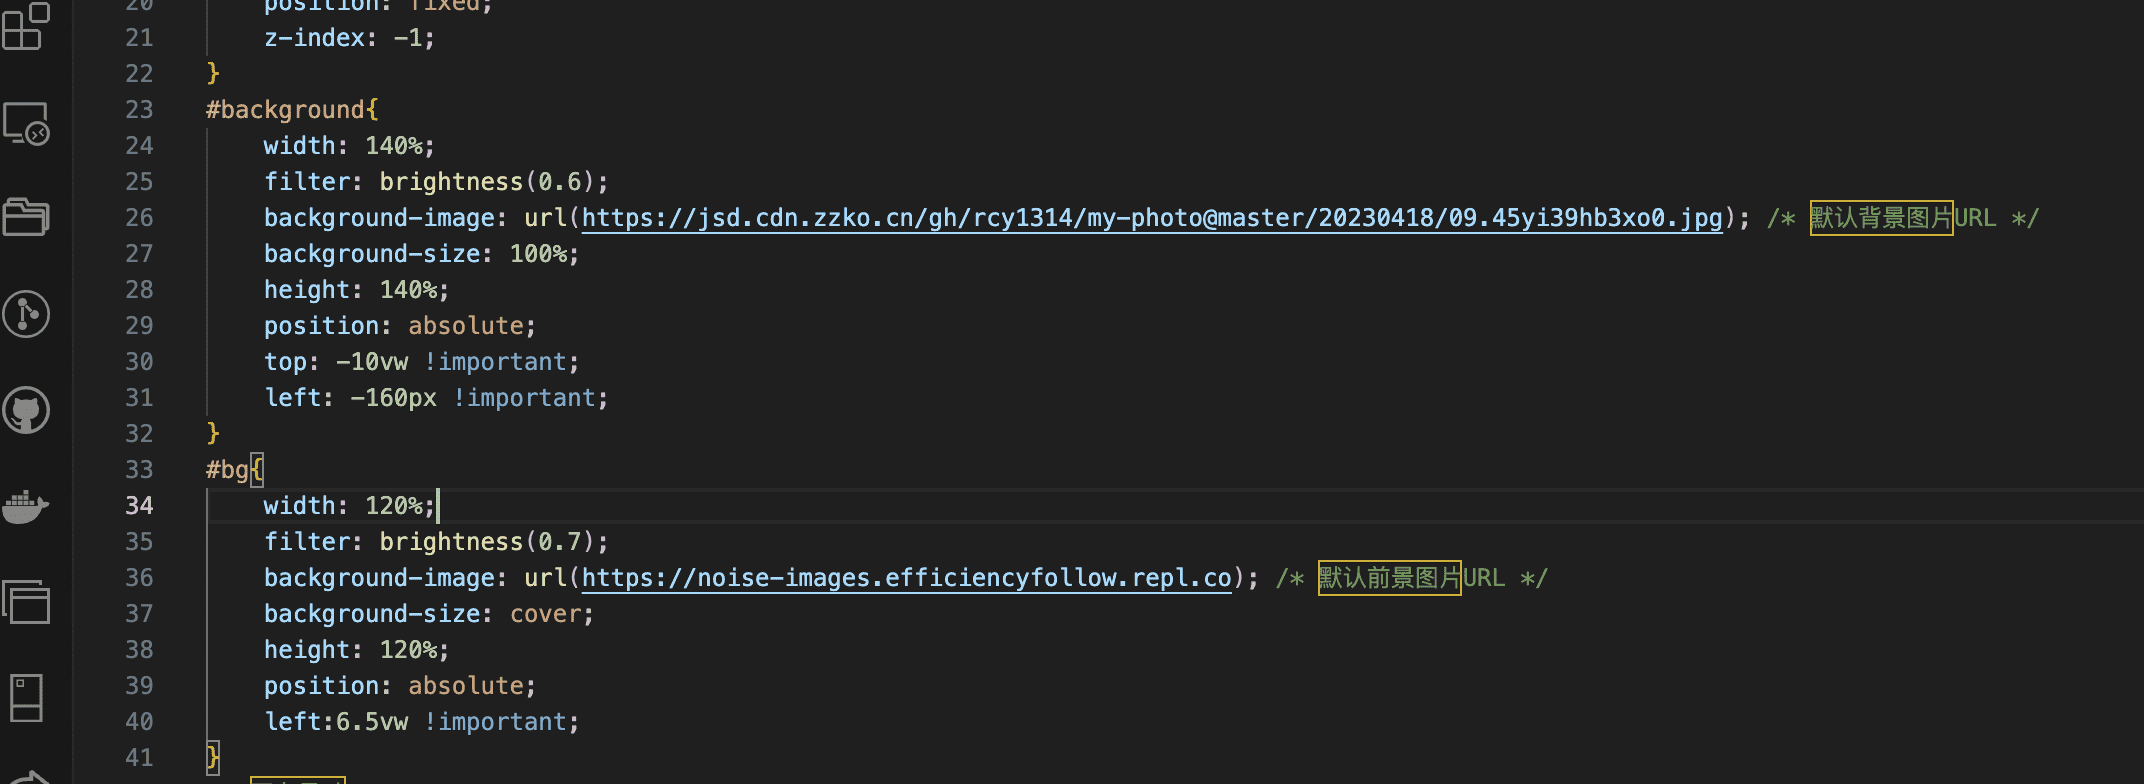 20 position: fixed;
21 z-index: -1;
22 }
23 #background{
24 width: 140%;
25 filter: brightness(0.6);
26 background-image: url(https://jsd.cdn.zzko.cn/gh/rcy1314/my-photo@master/20230418/09.45yi39hb3xo0.jpg); /* 默认背景图片URL */
27 background-size: 100%;
28 height: 140%;
29 position: absolute;
30 top: -10vw !important;
31 left: -160px !important;
32 }
33 #bg{
34 width: 120%;
35 filter: brightness(0.7);
36 background-image: url(https://noise-images.efficiencyfollow.repl.co); /* 默认前景图片URL */
37 background-size: cover;
38 height: 120%;
39 position: absolute;
40 left:6.5vw !important;
41 }